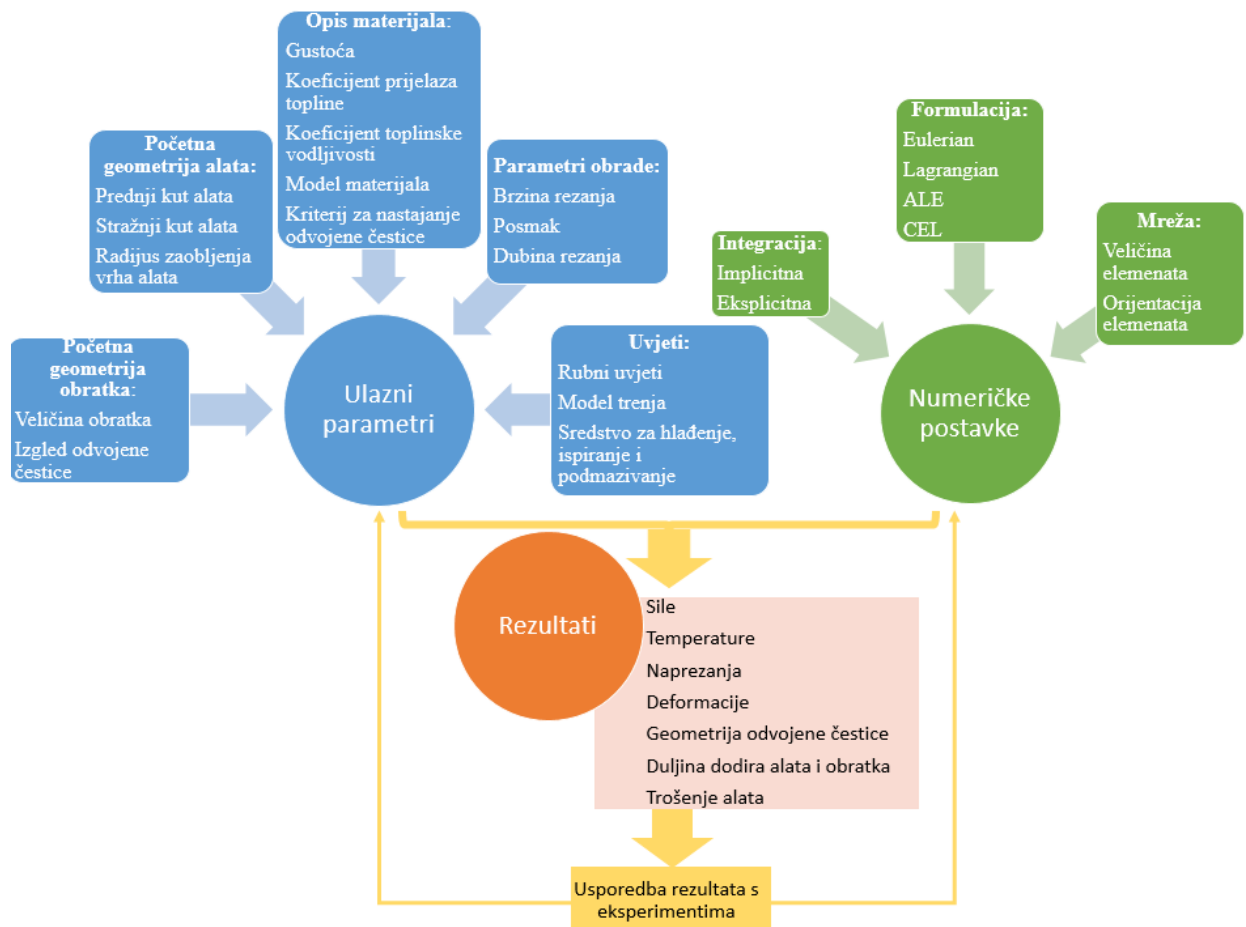 Opis materijala:
Gustoća
Koeficijent prijelaza
topline
Koeficijent toplinske
vodljivosti
Model materijala
Kriterij za nastajanje
odvojene čestice
Početna
geometrija alata:
Prednji kut alata
Stražnji kut alata
Radijus zaobljenja
vrha alata
Parametri obrade:
Brzina rezanja
Posmak
Dubina rezanja
Početna
geometrija
obratka:
Veličina obratka
Izgled odvojene
čestice
Ulazni
parametri
Uvjeti:
Rubni uvjeti
Model trenja
Sredstvo za hlađenje,
ispiranje i
podmazivanje
Formulacija:
Eulerian
Lagrangian
ALE
CEL
Integracija:
Implicitna
Eksplicitna
Mreža:
Veličina
elemenata
Orijentacija
elemenata
Numeričke
postavke
Rezultati
Sile
Temperature
Naprezanja
Deformacije
Geometrija odvojene čestice
Duljina dodira alata i obratka
Trošenje alata
Usporedba rezultata s
eksperimentima